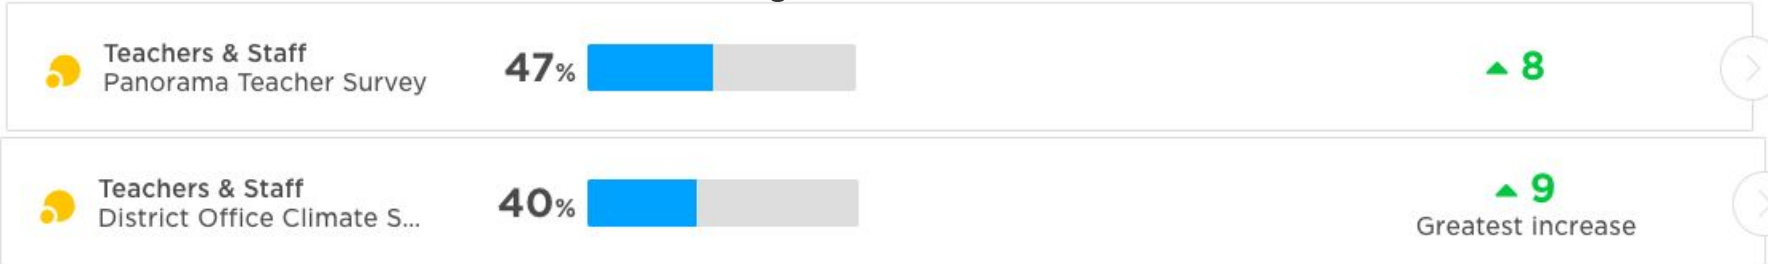 Teachers & Staff
Panorama Teacher Survey
47%
▲ 8
Teachers & Staff
District Office Climate S...
40%
▲ 9
Greatest increase